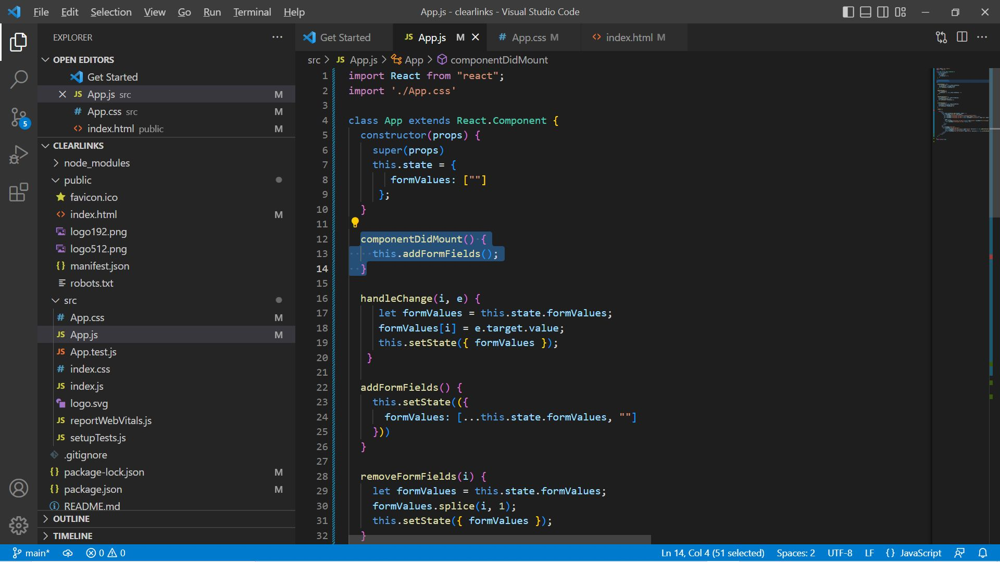 File Edit Selection View Go Run Terminal Help
App.js - clearlinks - Visual Studio Code
EXPLORER
OPEN EDITORS
Get Started
JS App.js src M
# App.css src M
<> index.html public M
CLEARLINKS
node_modules
public
favicon.ico
<> index.html M
logo192.png
logo512.png
{} manifest.json
robots.txt
src
# App.css M
JS App.js M
JS App.test.js
# index.css
JS index.js
logo.svg
JS reportWebVitals.js
JS setupTests.js
.gitignore
{} package-lock.json M
{} package.json M
README.md
OUTLINE
TIMELINE
5
Get Started
JS App.js M
# App.css M
<> index.html M
src > JS App.js > App > componentDidMount
1 import React from "react";
2 import './App.css'
3
4 class App extends React.Component {
5 constructor(props) {
6 super(props)
7 this.state = {
8 formValues: [""]
9 };
10 }
11
12 componentDidMount() {
13 this.addFormFields();
14 }
15
16 handleChange(i, e) {
17 let formValues = this.state.formValues;
18 formValues[i] = e.target.value;
19 this.setState({ formValues });
20 }
21
22 addFormFields() {
23 this.setState(({
24 formValues: [...this.state.formValues, ""]
25 }))
26 }
27
28 removeFormFields(i) {
29 let formValues = this.state.formValues;
30 formValues.splice(i, 1);
31 this.setState({ formValues });
32 }
main* 0 0
Ln 14, Col 4 (51 selected) Spaces: 2 UTF-8 LF {} JavaScript